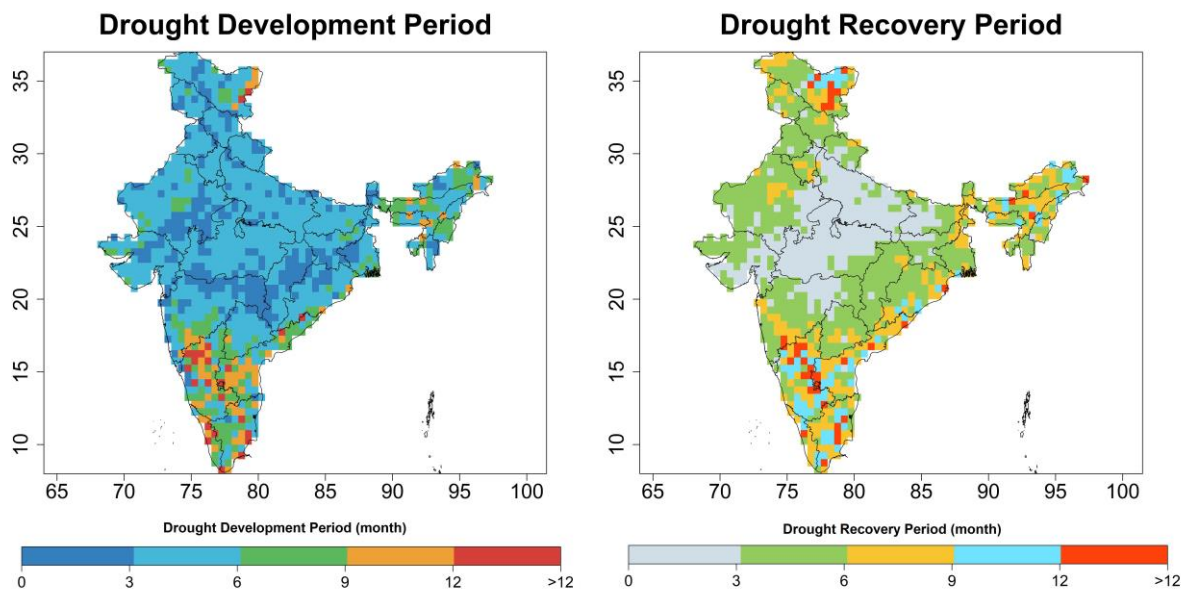 Drought Development Period
35
30
25
20
15
10
65 70 75 80 85 90 95 100
Drought Development Period (month)
0 3 6 9 12 >12
Drought Recovery Period
35
30
25
20
15
10
65 70 75 80 85 90 95 100
Drought Recovery Period (month)
0 3 6 9 12 >12